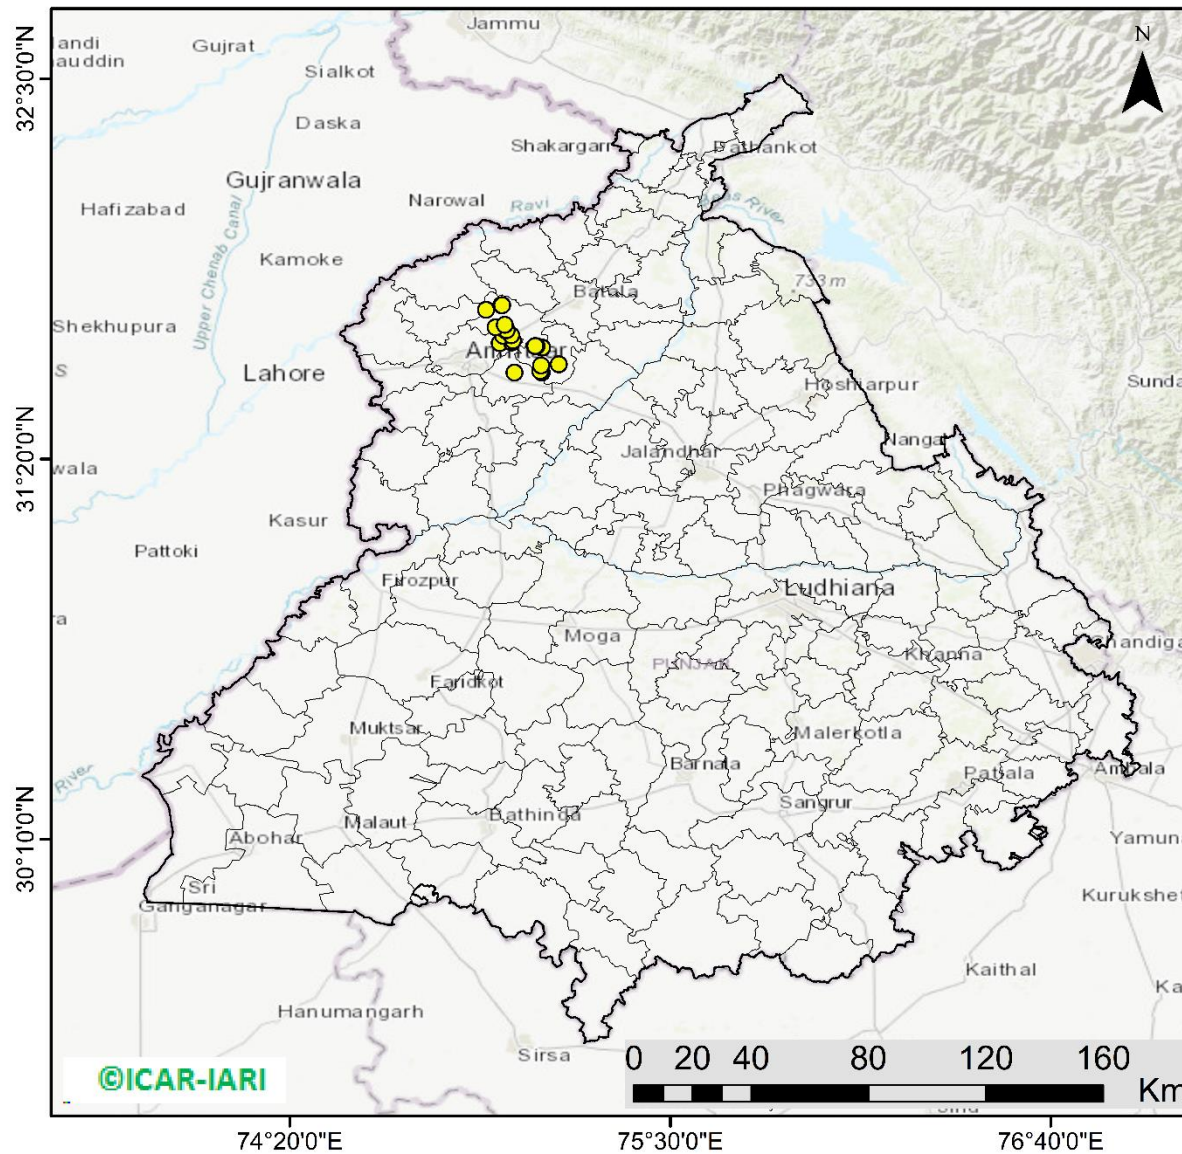 Jammu
N
andi
auddin
Gujrat
Sialkot
32°30'0"N
Daska
Shakargarh
Pathankot
Gujranwala
Hafizabad
Narowal
Ravi
River
Upper Chenab Canal
Kamoke
733 m
Batala
Shekhupura
Amritsar
S
Lahore
Hoshiarpur
Sunda
Nanga
31°20'0"N
wala
Jalandhar
Phagwara
Kasur
Pattoki
Firozpur
Ludhiana
a
Moga
Chandiga
Khanna
PUNJAB
Faridkot
Muktsar
Malerkotla
Barnala
River
Patiala
Ambala
Sangrur
Bathinda
Malaut
30°10'0"N
Abohar
Yamun
Sri
Ganganagar
Kurukshet
Kaithal
Ka
Hanumangarh
Sirsa
©ICAR-IARI
0 20 40 80 120 160
Km
74°20'0"E 75°30'0"E 76°40'0"E